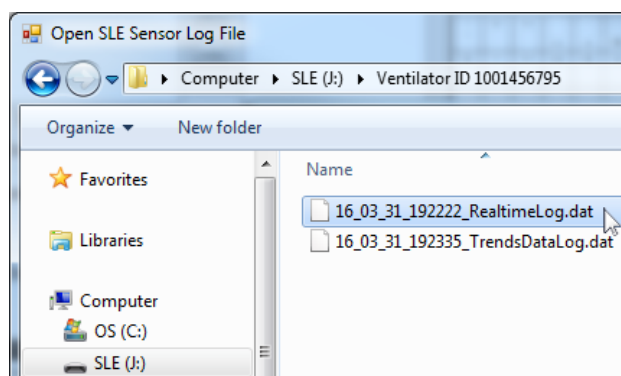 Open SLE Sensor Log File
Computer SLE (J:) Ventilator ID 1001456795
Organize New folder
Favorites
Libraries
Computer
OS (C:)
SLE (J:)
Name
16_03_31_192222_RealtimeLog.dat
16_03_31_192335_TrendsDataLog.dat